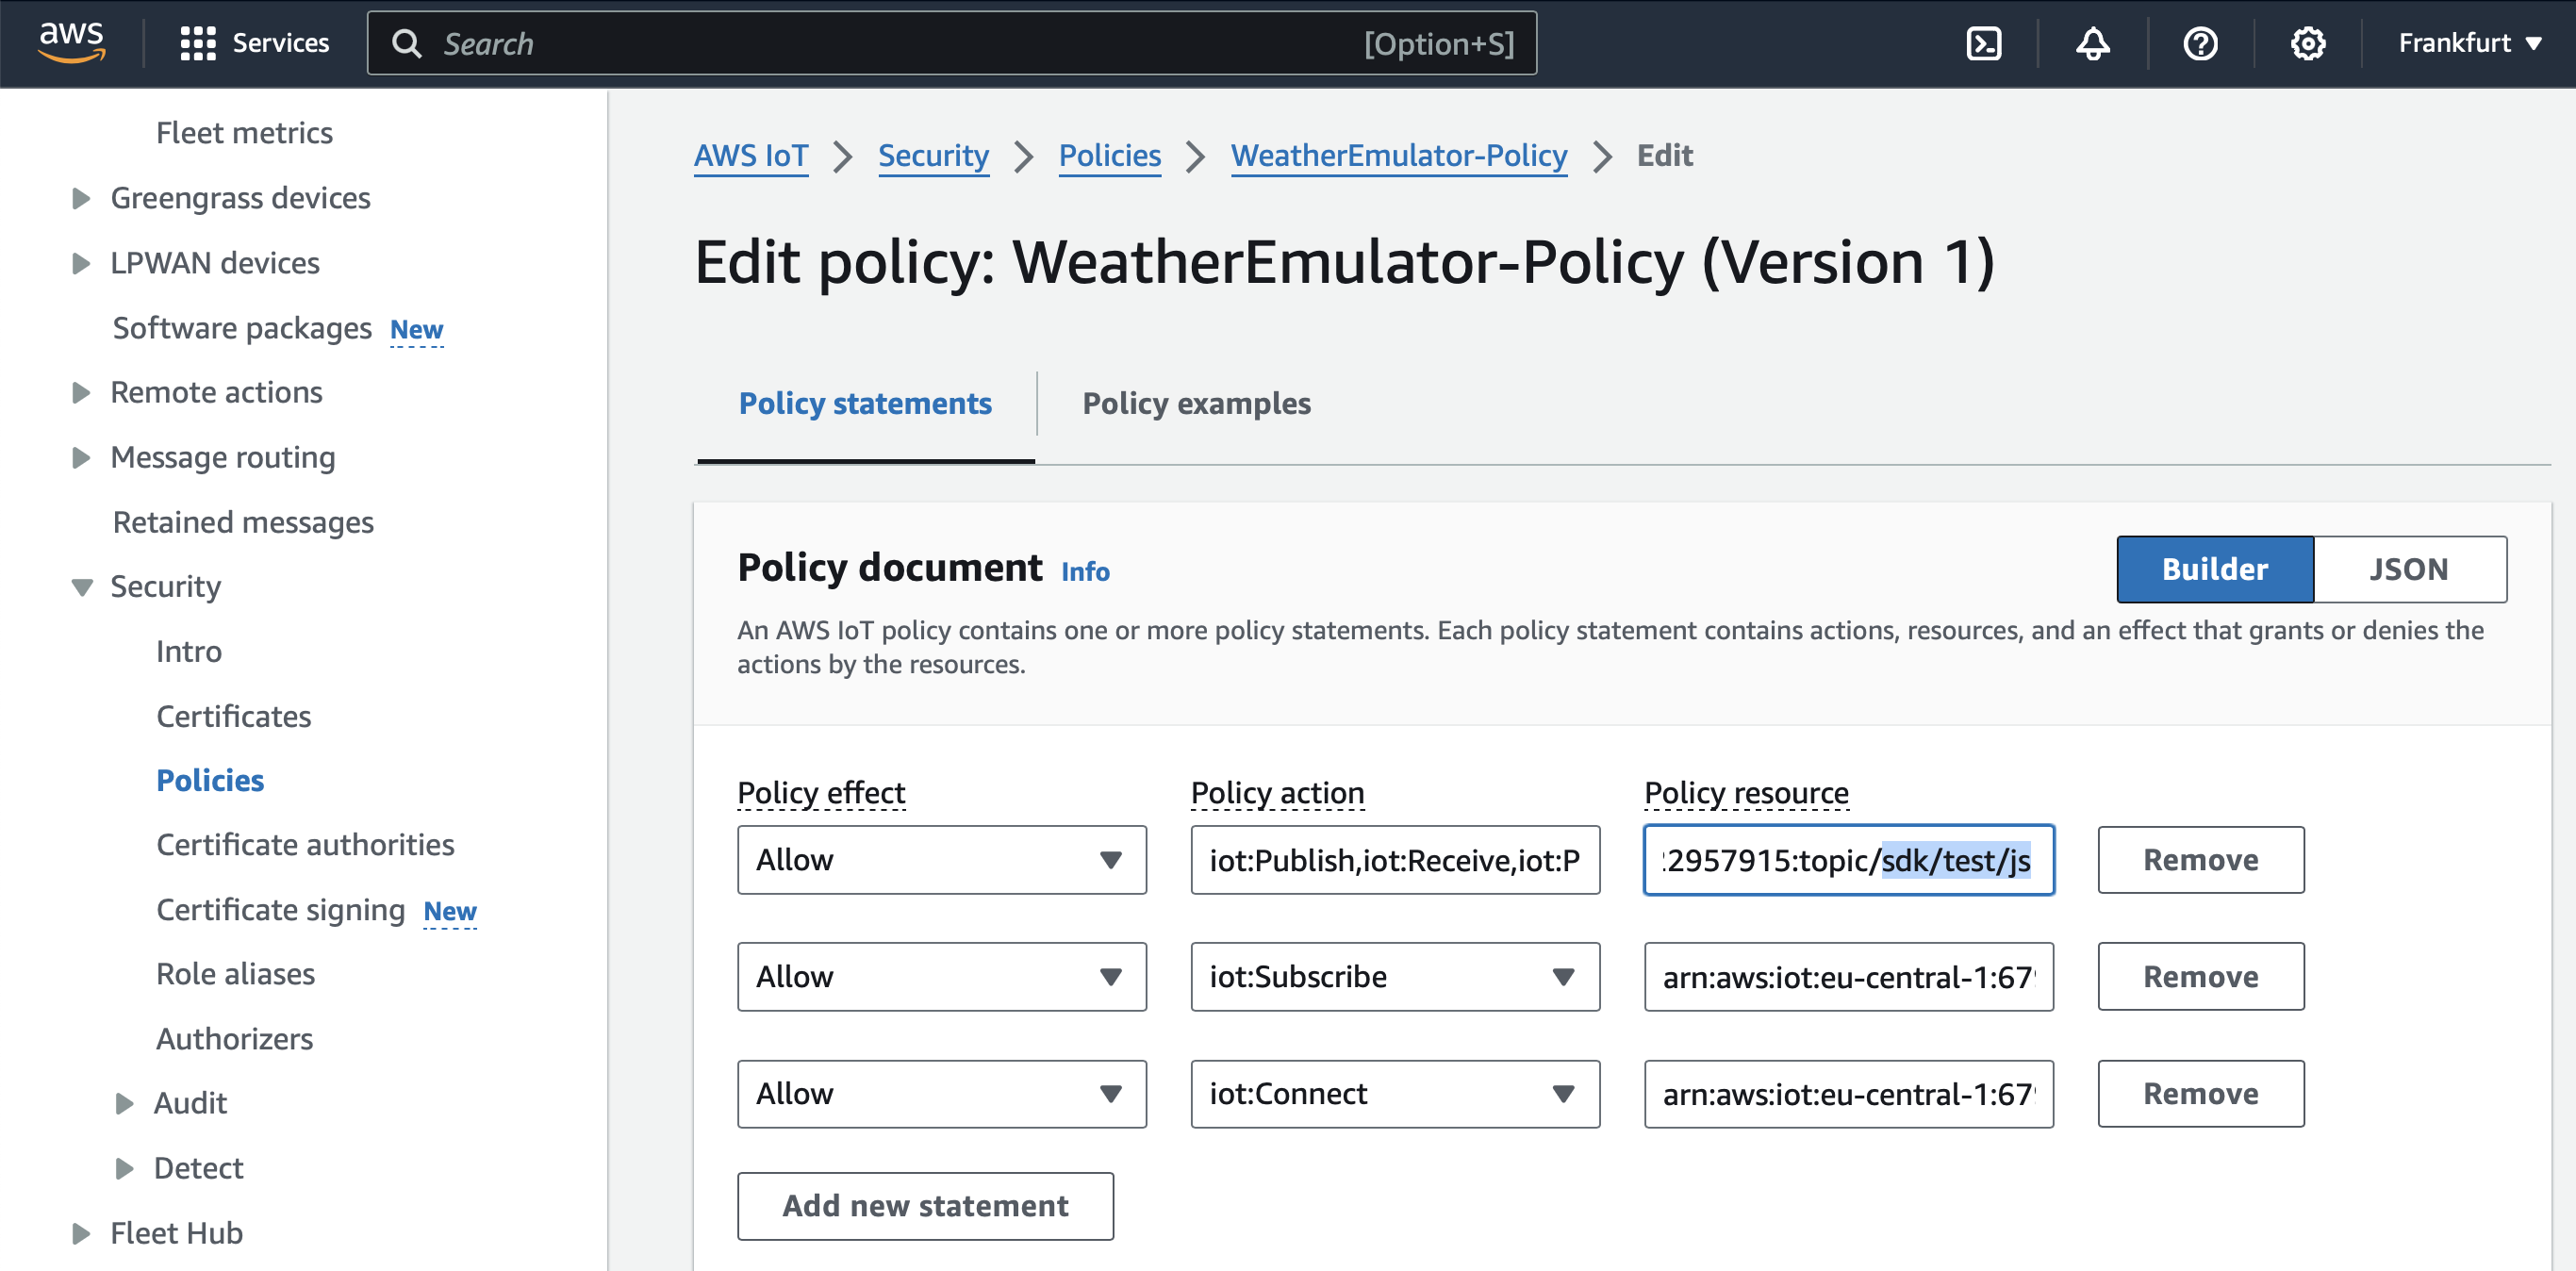 aws
Services
Search
[Option+S]
Frankfurt
Fleet metrics
Greengrass devices
LPWAN devices
Software packages New
Remote actions
Message routing
Retained messages
Security
Intro
Certificates
Policies
Certificate authorities
Certificate signing New
Role aliases
Authorizers
Audit
Detect
Fleet Hub
AWS IoT > Security > Policies > WeatherEmulator-Policy > Edit
Edit policy: WeatherEmulator-Policy (Version 1)
Policy statements
Policy examples
Policy document Info
Builder
JSON
An AWS IoT policy contains one or more policy statements. Each policy statement contains actions, resources, and an effect that grants or denies the
actions by the resources.
Policy effect Policy action Policy resource
Allow iot:Publish,iot:Receive,iot:P 22957915:topic/sdk/test/js Remove
Allow iot:Subscribe arn:aws:iot:eu-central-1:679 Remove
Allow iot:Connect arn:aws:iot:eu-central-1:679 Remove
Add new statement